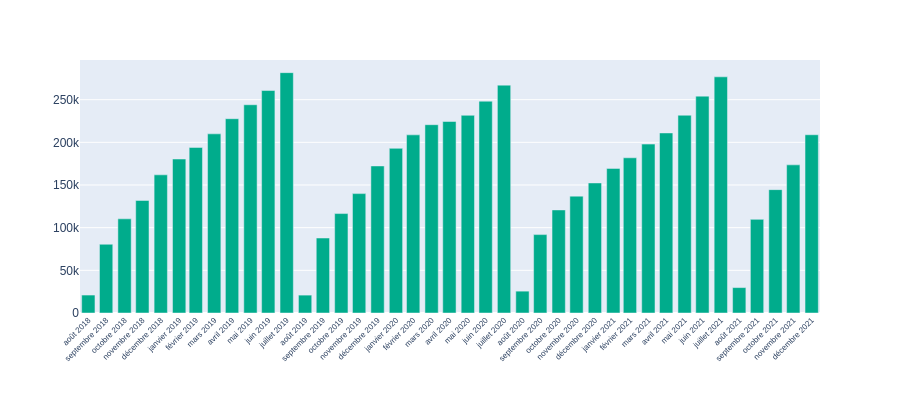 250k
200k
150k
100k
50k
0
août 2018
septembre 2018
octobre 2018
novembre 2018
décembre 2018
janvier 2019
février 2019
mars 2019
avril 2019
mai 2019
juin 2019
juillet 2019
août 2019
septembre 2019
octobre 2019
novembre 2019
décembre 2019
janvier 2020
février 2020
mars 2020
avril 2020
mai 2020
juin 2020
juillet 2020
août 2020
septembre 2020
octobre 2020
novembre 2020
décembre 2020
janvier 2021
février 2021
mars 2021
avril 2021
mai 2021
juin 2021
juillet 2021
août 2021
septembre 2021
octobre 2021
novembre 2021
décembre 2021